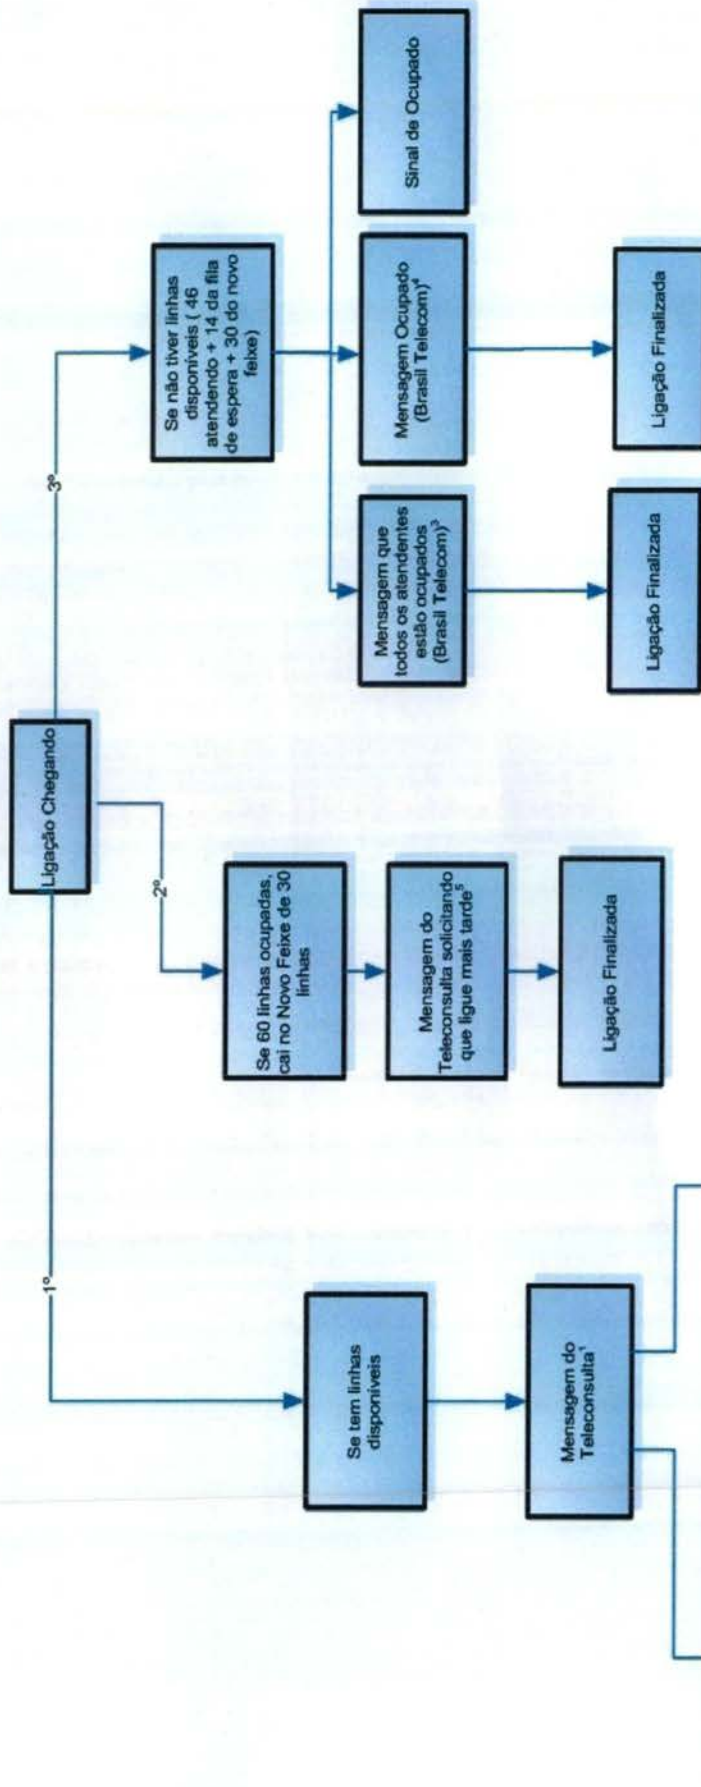 Ligação Chegando
1º
2º
3º
Se tem linhas
disponíveis
Mensagem do
Teleconsulta¹
Se 60 linhas ocupadas,
cai no Novo Feixe de 30
linhas
Mensagem do
Teleconsulta solicitando
que ligue mais tarde⁵
Ligação Finalizada
Se não tiver linhas
disponíveis ( 46
atendendo + 14 da fila
de espera + 30 do novo
feixe)
Mensagem que
todos os atendentes
estão ocupados
(Brasil Telecom)³
Ligação Finalizada
Mensagem Ocupado
(Brasil Telecom)⁴
Ligação Finalizada
Sinal de Ocupado